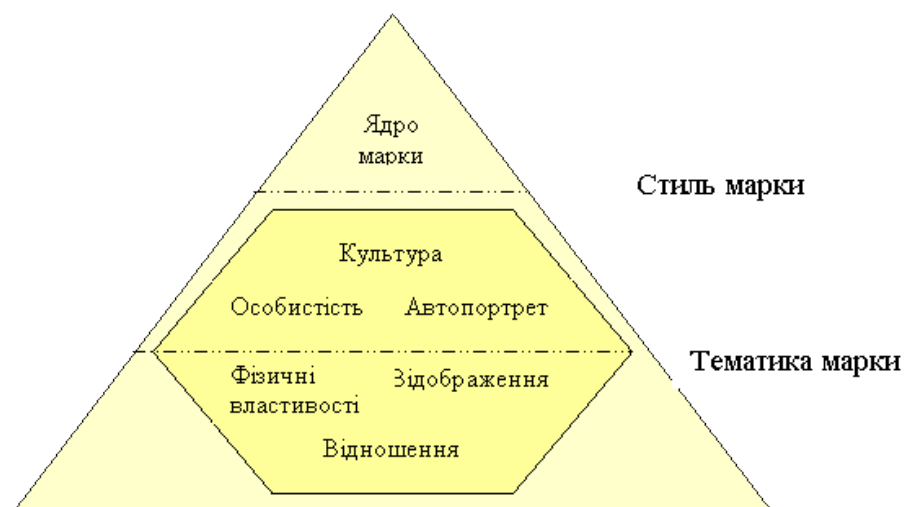 Ядро
марки
Стиль марки
Культура
Особистість Автопортрет
Тематика марки
Фізичні
властивості
Зідображення
Відношення